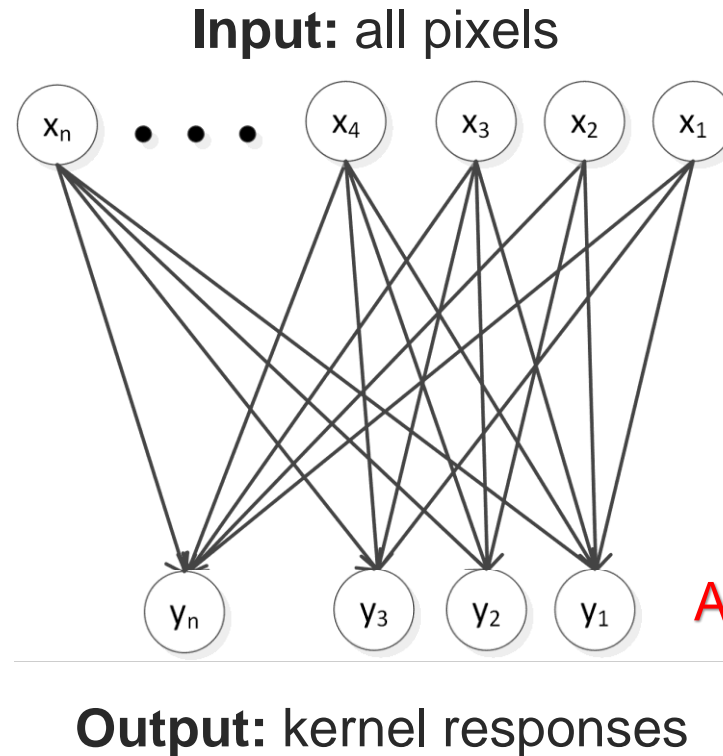 Input: all pixels
xn • • • x4 x3 x2 x1
yn y3 y2 y1 A
Output: kernel responses